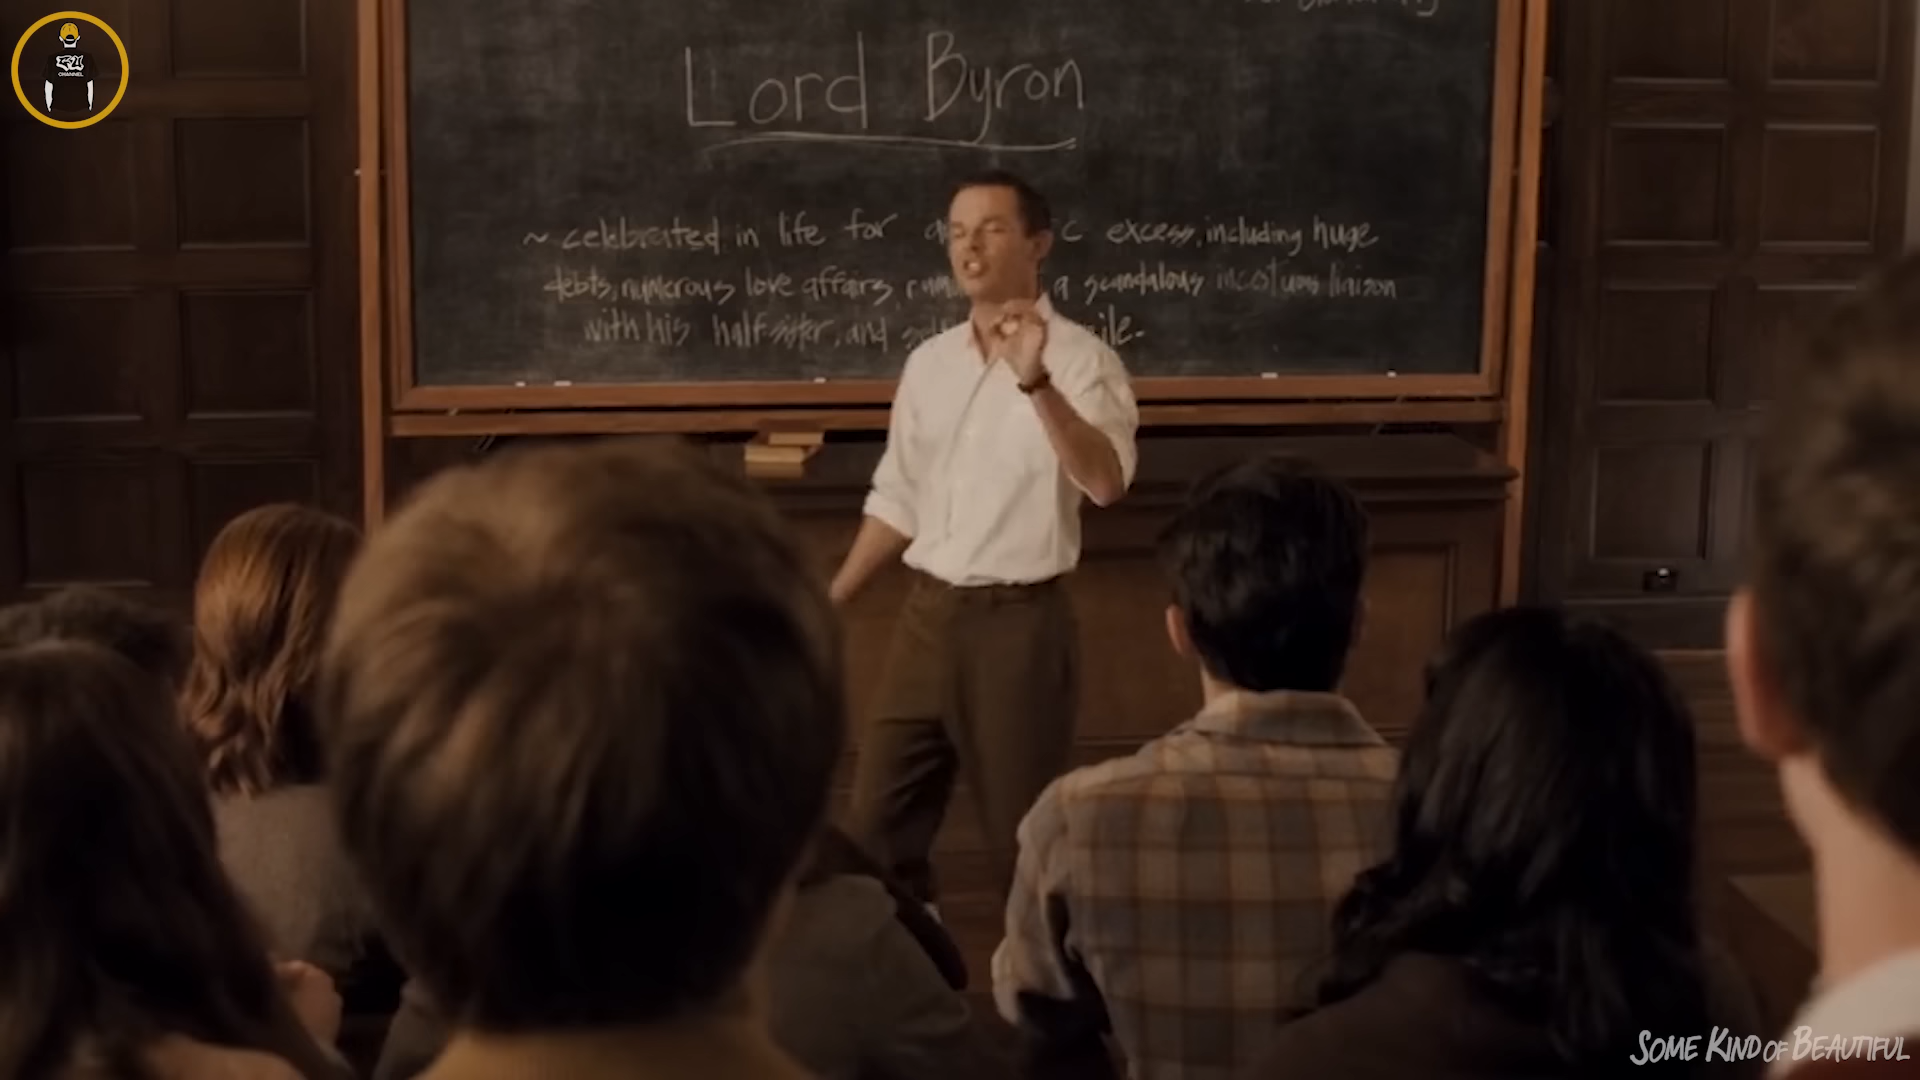 Lord Byron
~ celebrated in life for excess, including huge
debts, numerous love affairs, a scandalous incestuous liaison
with his half sister, and
CHANNEL
SOME KIND OF BEAUTIFUL